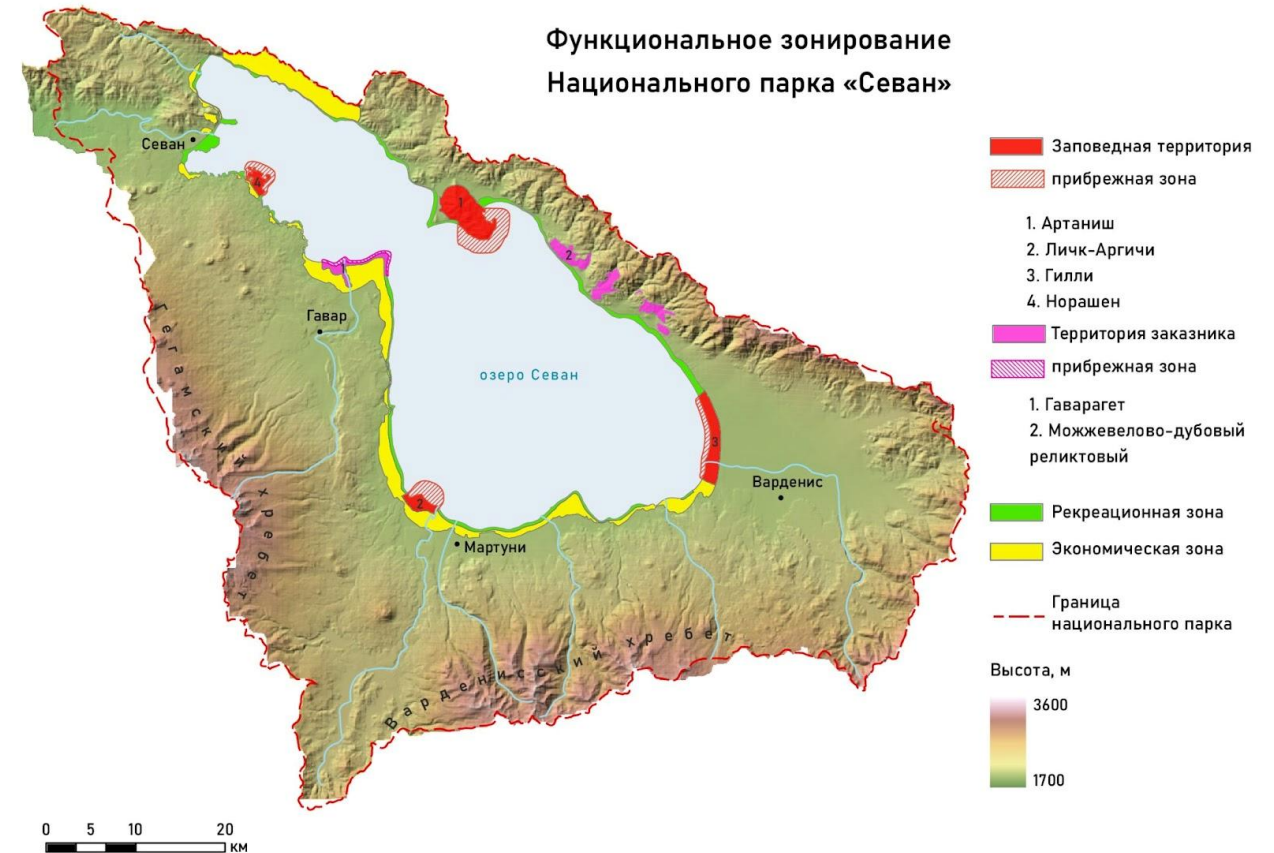 Функциональное зонирование
Национального парка «Севан»
Севан
4
1
2
1
Гавар
Гегамский хребет
озеро Севан
3
Варденис
2
Мартуни
Варденисский хребет
Заповедная территория
прибрежная зона
1. Артаниш
2. Личк-Аргичи
3. Гилли
4. Норашен
Территория заказника
прибрежная зона
1. Гаварагет
2. Можжевелово-дубовый
реликтовый
Рекреационная зона
Экономическая зона
Граница
национального парка
Высота, м
3600
1700
0 5 10 20
км